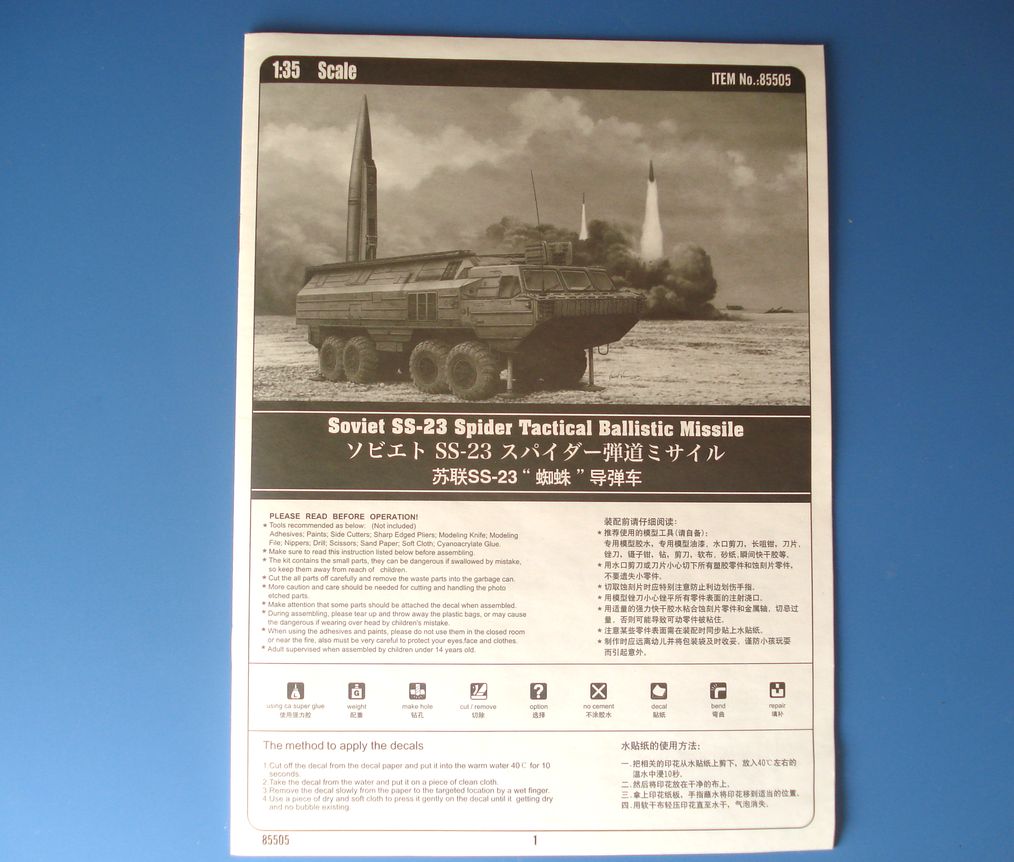 1:35 Scale
ITEM No.:85505
Soviet SS-23 Spider Tactical Ballistic Missile
ソビエト SS-23 スパイダー弾道ミサイル
苏联SS-23 “ 蜘蛛 ” 导弹车
PLEASE READ BEFORE OPERATION!
★ Tools recommended as below: (Not included)
Adhesives; Paints; Side Cutters; Sharp Edged Pliers; Modeling Knife; Modeling
File; Nippers; Drill; Scissors; Sand Paper; Soft Cloth; Cyanoacrylate Glue.
★ Make sure to read this instruction listed below before assembling.
★ The kit contains the small parts, they can be dangerous if swallowed by mistake,
so keep them away from reach of children.
★ Cut the all parts off carefully and remove the waste parts into the garbage can.
★ More caution and care should be needed for cutting and handling the photo
etched parts.
★ Make attention that some parts should be attached the decal when assembled.
★ During assembling, please tear up and throw away the plastic bags, or may cause
the dangerous if wearing over head by children's mistake.
★ When using the adhesives and paints, please do not use them in the closed room
or near the fire, also must be very careful to protect your eyes,face and clothes.
★ Adult supervised when assembled by children under 14 years old.
装配前请仔细阅读:
★ 推荐使用的模型工具(请自备):
专用模型胶水、专用模型油漆、水口剪刀、长咀钳、刀片、
锉刀、镊子钳、钻、剪刀、软布、砂纸、瞬间快干胶等.
★ 用水口剪刀或刀片小心切下所有塑胶零件和蚀刻片零件,
不要遗失小零件.
★ 切取蚀刻片时应特别注意防止利边划伤手指.
★ 用模型锉刀小心锉平所有零件表面的注射浇口.
★ 用适量的强力快干胶水粘合蚀刻片零件和金属轴, 切忌过
量, 否则可能导致可动零件被粘住.
★ 注意某些零件表面需在装配时同步贴上水贴纸.
★ 制作时应远离幼儿并将包装袋及时收妥, 谨防小孩玩耍
而引起意外.
using ca super glue
使用强力胶
G
weight
配重
make hole
钻孔
cut / remove
切除
?
option
选择
no cement
不涂胶水
decal
贴纸
bend
弯曲
repair
填补
The method to apply the decals
1.Cut off the decal from the decal paper and put it into the warm water 40℃ for 10
seconds.
2.Take the decal from the water and put it on a piece of clean cloth.
3.Remove the decal slowly from the paper to the targeted location by a wet finger.
4.Use a piece of dry and soft cloth to press it gently on the decal until it getting dry
and no bubble existing.
水贴纸的使用方法:
一. 把相关的印花从水贴纸上剪下, 放入40℃左右的
温水中浸10秒.
二. 然后将印花放在干净的布上.
三. 拿上印花纸板, 手指蘸水将印花移到适当的位置.
四. 用软干布轻压印花直至水干, 气泡消失.
85505
1